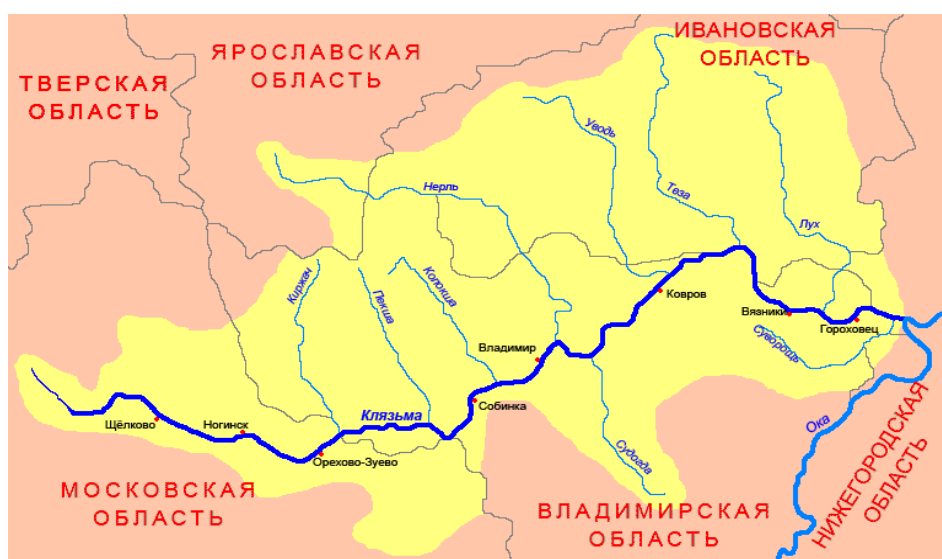 ИВАНОВСКАЯ
ОБЛАСТЬ
ЯРОСЛАВСКАЯ
ОБЛАСТЬ
ТВЕРСКАЯ
ОБЛАСТЬ
Уводь
Нерль
Теза
Лух
Киржач
Пекша
Колокша
Ковров
Вязники
Гороховец
Суворощь
Владимир
Собинка
Клязьма
Щёлково
Ногинск
Орехово-Зуево
Судогда
Ока
МОСКОВСКАЯ
ОБЛАСТЬ
ВЛАДИМИРСКАЯ
ОБЛАСТЬ
НИЖЕГОРОДСКАЯ
ОБЛАСТЬ